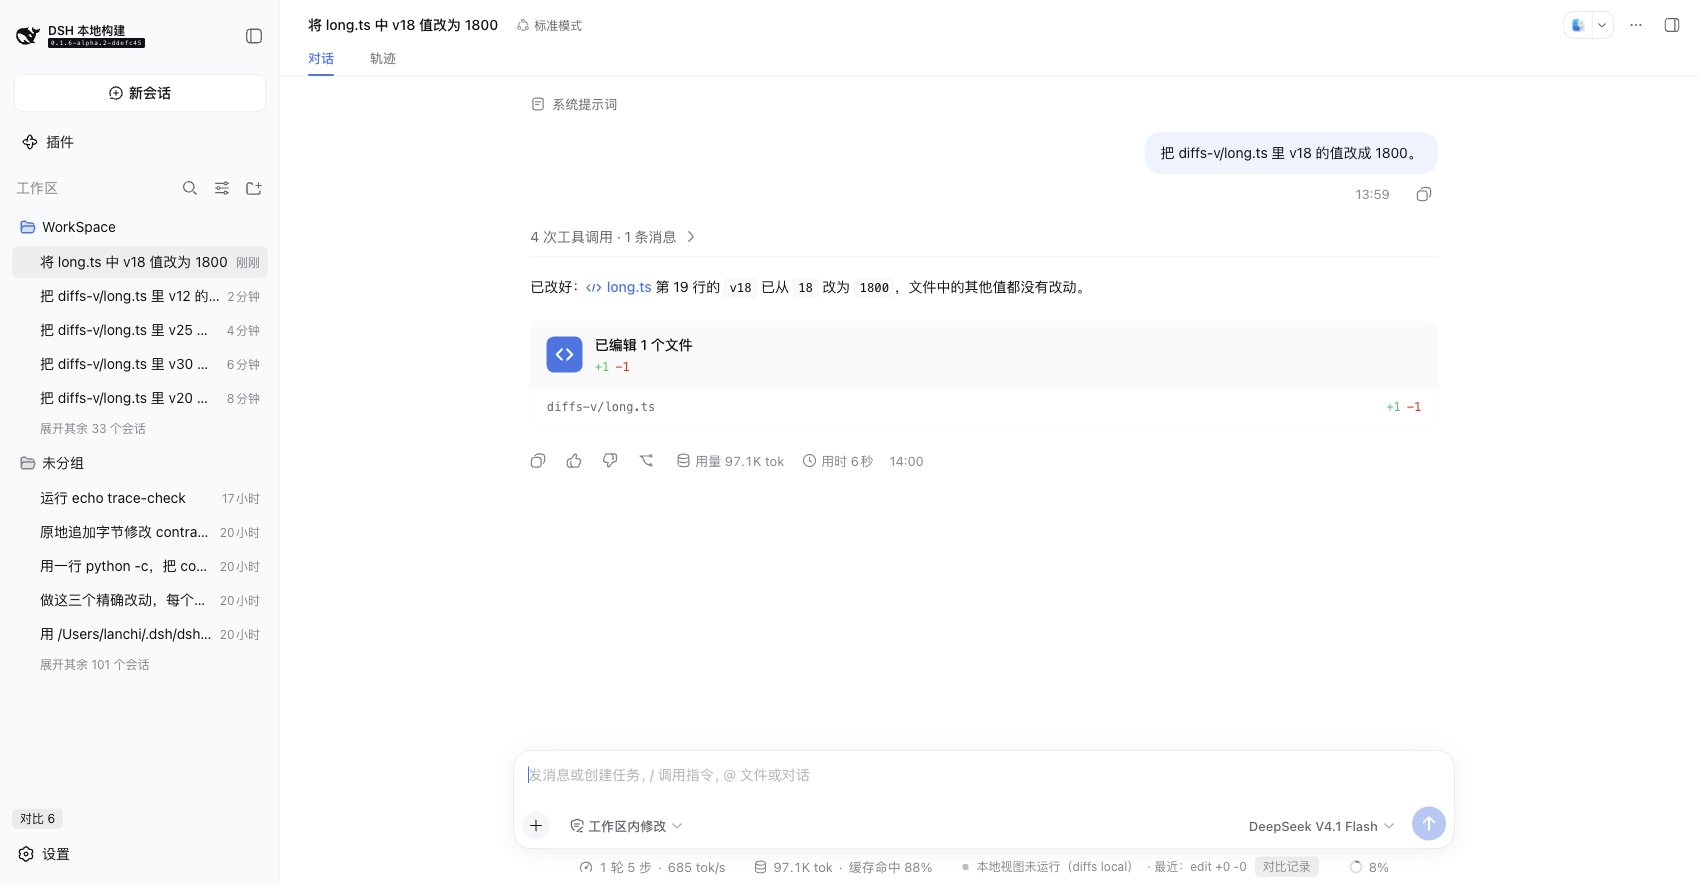 DSH 本地构建
0.1.6-alpha.2-ddefc45
新会话
插件
工作区
WorkSpace
将 long.ts 中 v18 值改为 1800 刚刚
把 diffs-v/long.ts 里 v12 的... 2分钟
把 diffs-v/long.ts 里 v25 ... 4分钟
把 diffs-v/long.ts 里 v30 ... 6分钟
把 diffs-v/long.ts 里 v20 ... 8分钟
展开其余 33 个会话
未分组
运行 echo trace-check 17小时
原地追加字节修改 contra... 20小时
用一行 python -c，把 co... 20小时
做这三个精确改动，每个... 20小时
用 /Users/lanchi/.dsh/dsh... 20小时
展开其余 101 个会话
对比 6
设置
将 long.ts 中 v18 值改为 1800 标准模式
对话 轨迹
系统提示词
把 diffs-v/long.ts 里 v18 的值改成 1800。
13:59
4 次工具调用 · 1 条消息
已改好：long.ts 第 19 行的 v18 已从 18 改为 1800，文件中的其他值都没有改动。
已编辑 1 个文件
+1 −1
diffs-v/long.ts +1 −1
用量 97.1K tok 用时 6秒 14:00
发消息或创建任务, / 调用指令, @ 文件或对话
工作区内修改 DeepSeek V4.1 Flash
1 轮 5 步 · 685 tok/s 97.1K tok · 缓存命中 88% 本地视图未运行（diffs local） · 最近：edit +0 -0 对比记录 8%